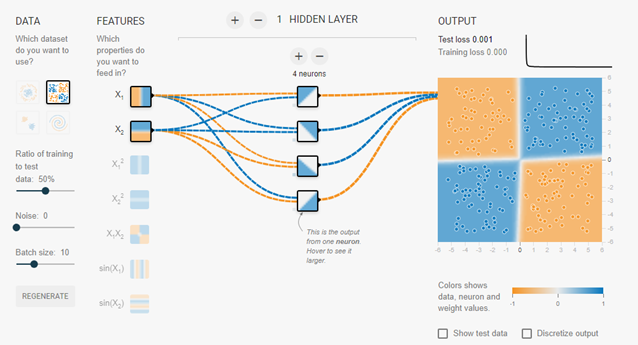 DATA
Which dataset
do you want to
use?
Ratio of training
to test
data: 50%
Noise: 0
Batch size: 10
REGENERATE
FEATURES
Which
properties do
you want to
feed in?
X1
X2
X1²
X2²
X1X2
sin(X1)
sin(X2)
+ − 1 HIDDEN LAYER
+ −
4 neurons
This is the output
from one neuron.
Hover to see it
larger.
OUTPUT
Test loss 0.001
Training loss 0.000
6
5
4
3
2
1
0
-1
-2
-3
-4
-5
-6
-6 -5 -4 -3 -2 -1 0 1 2 3 4 5 6
Colors shows
data, neuron and
weight values.
-1 0 1
Show test data
Discretize output